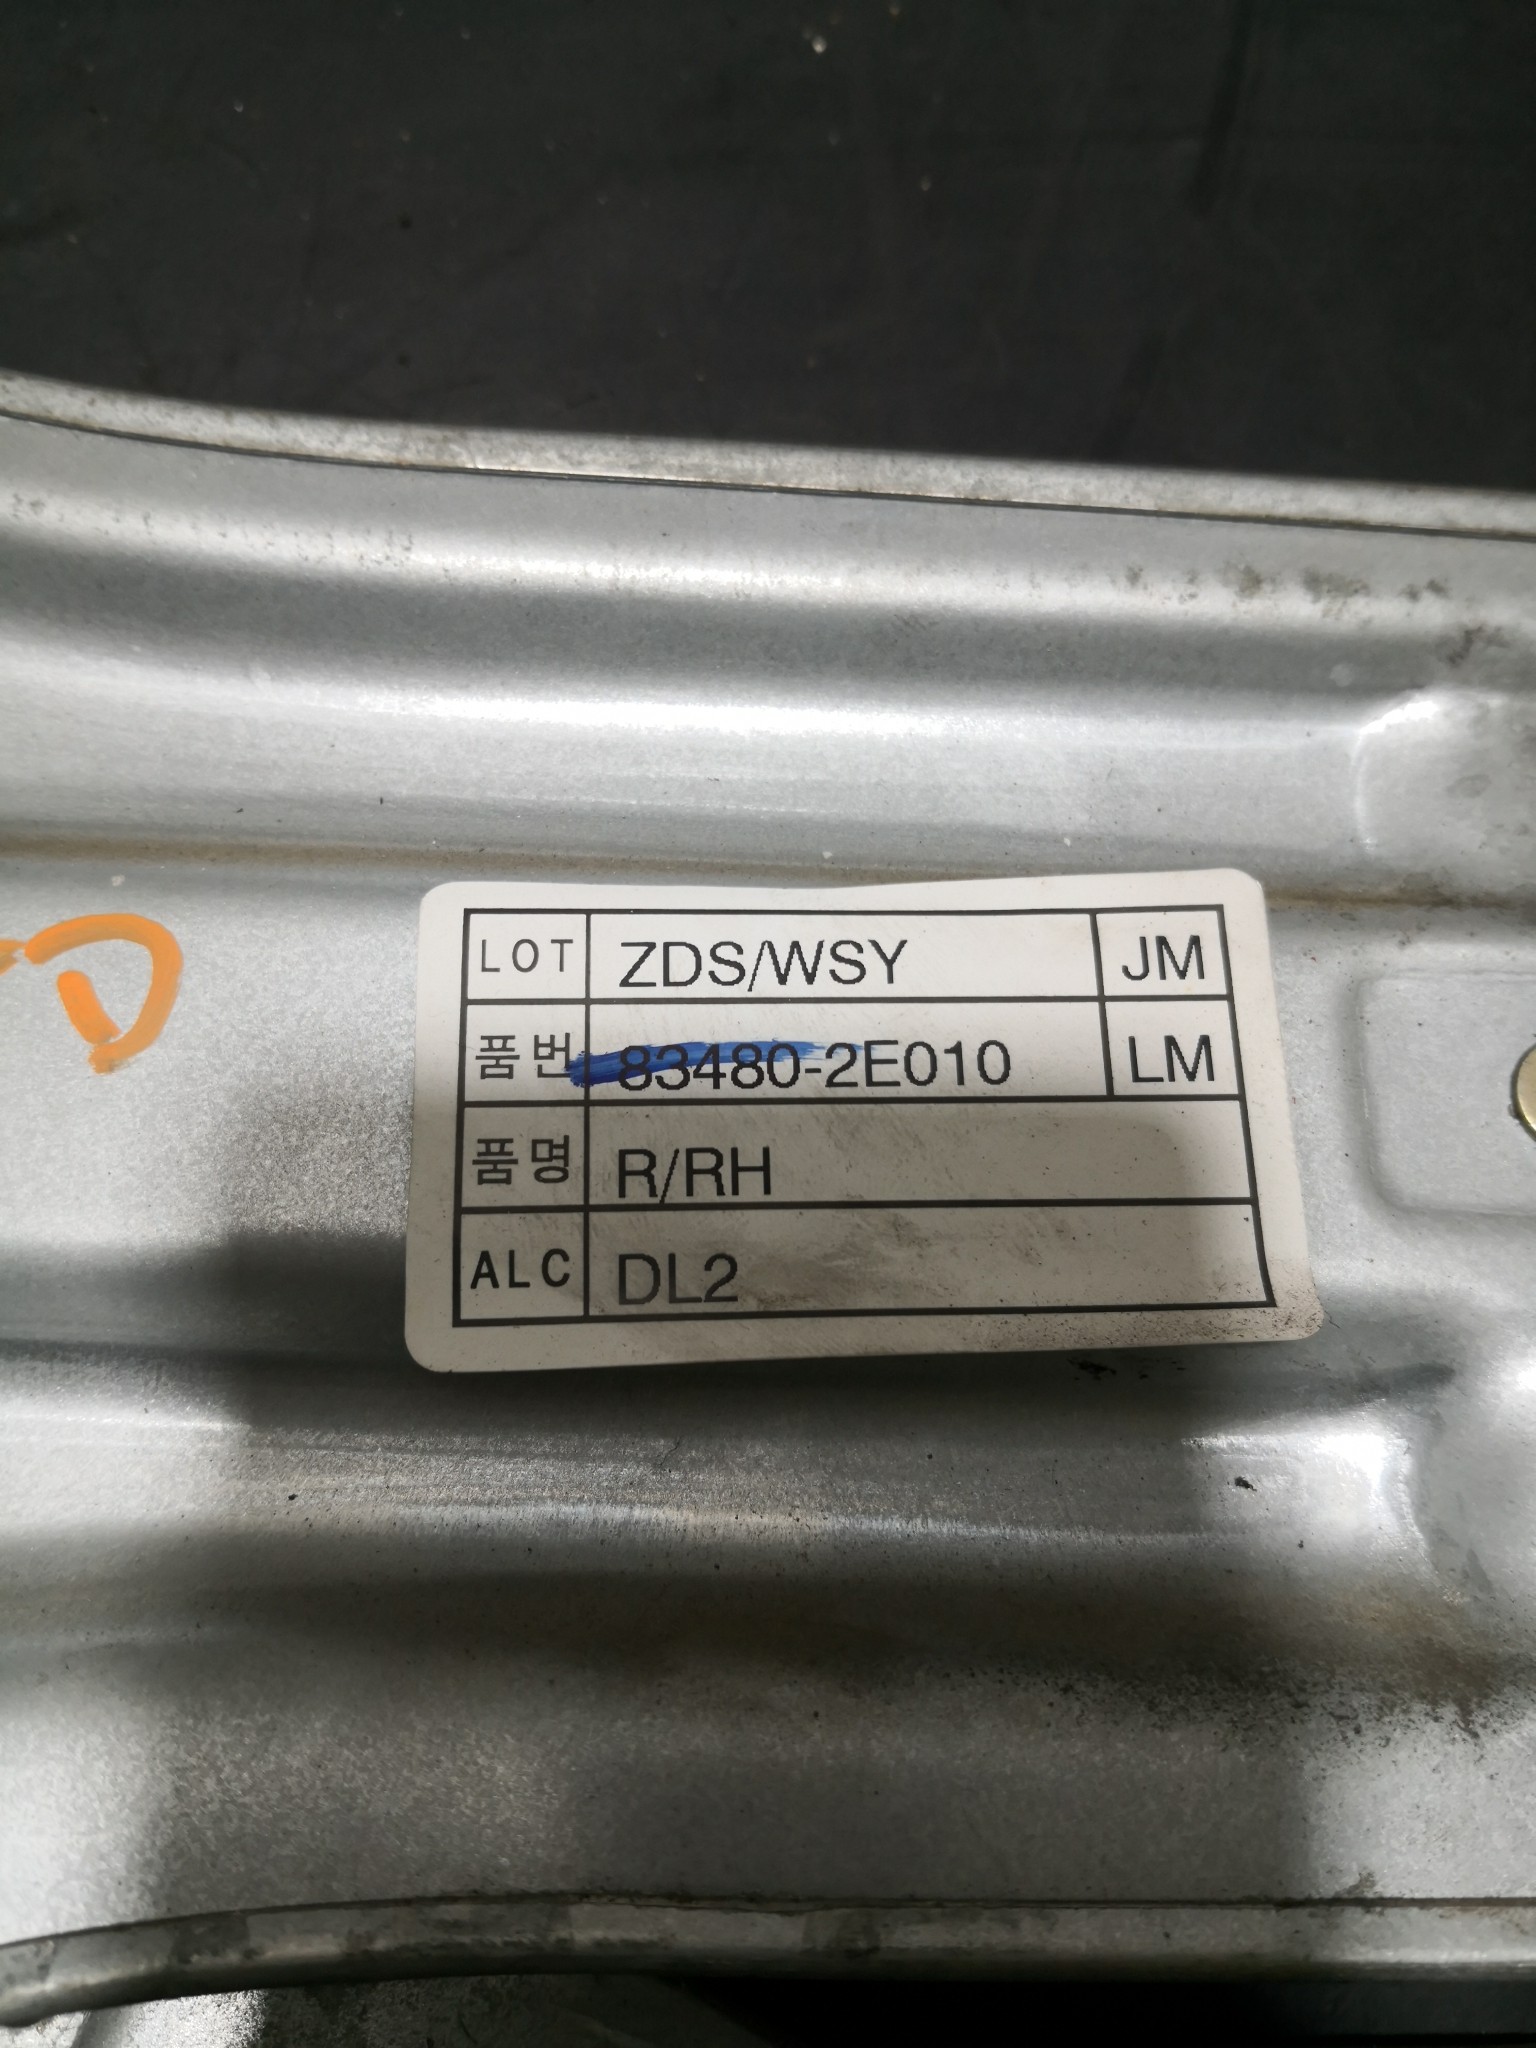 LOT ZDS/WSY JM
품번 83480-2E010 LM
품명 R/RH
ALC DL2